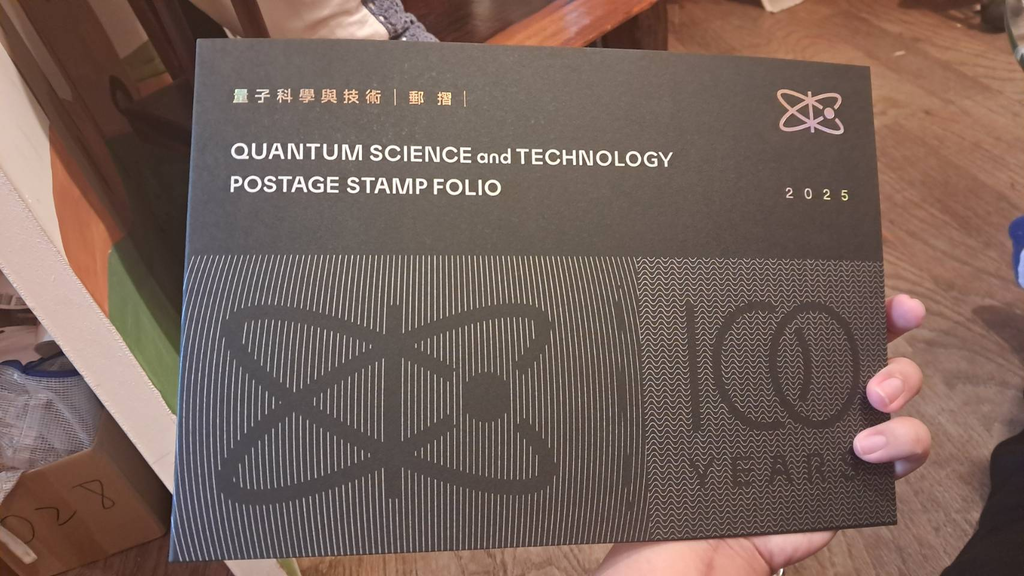 量子科學與技術｜郵摺｜
QUANTUM SCIENCE and TECHNOLOGY
POSTAGE STAMP FOLIO
2025
100
YEARS
028